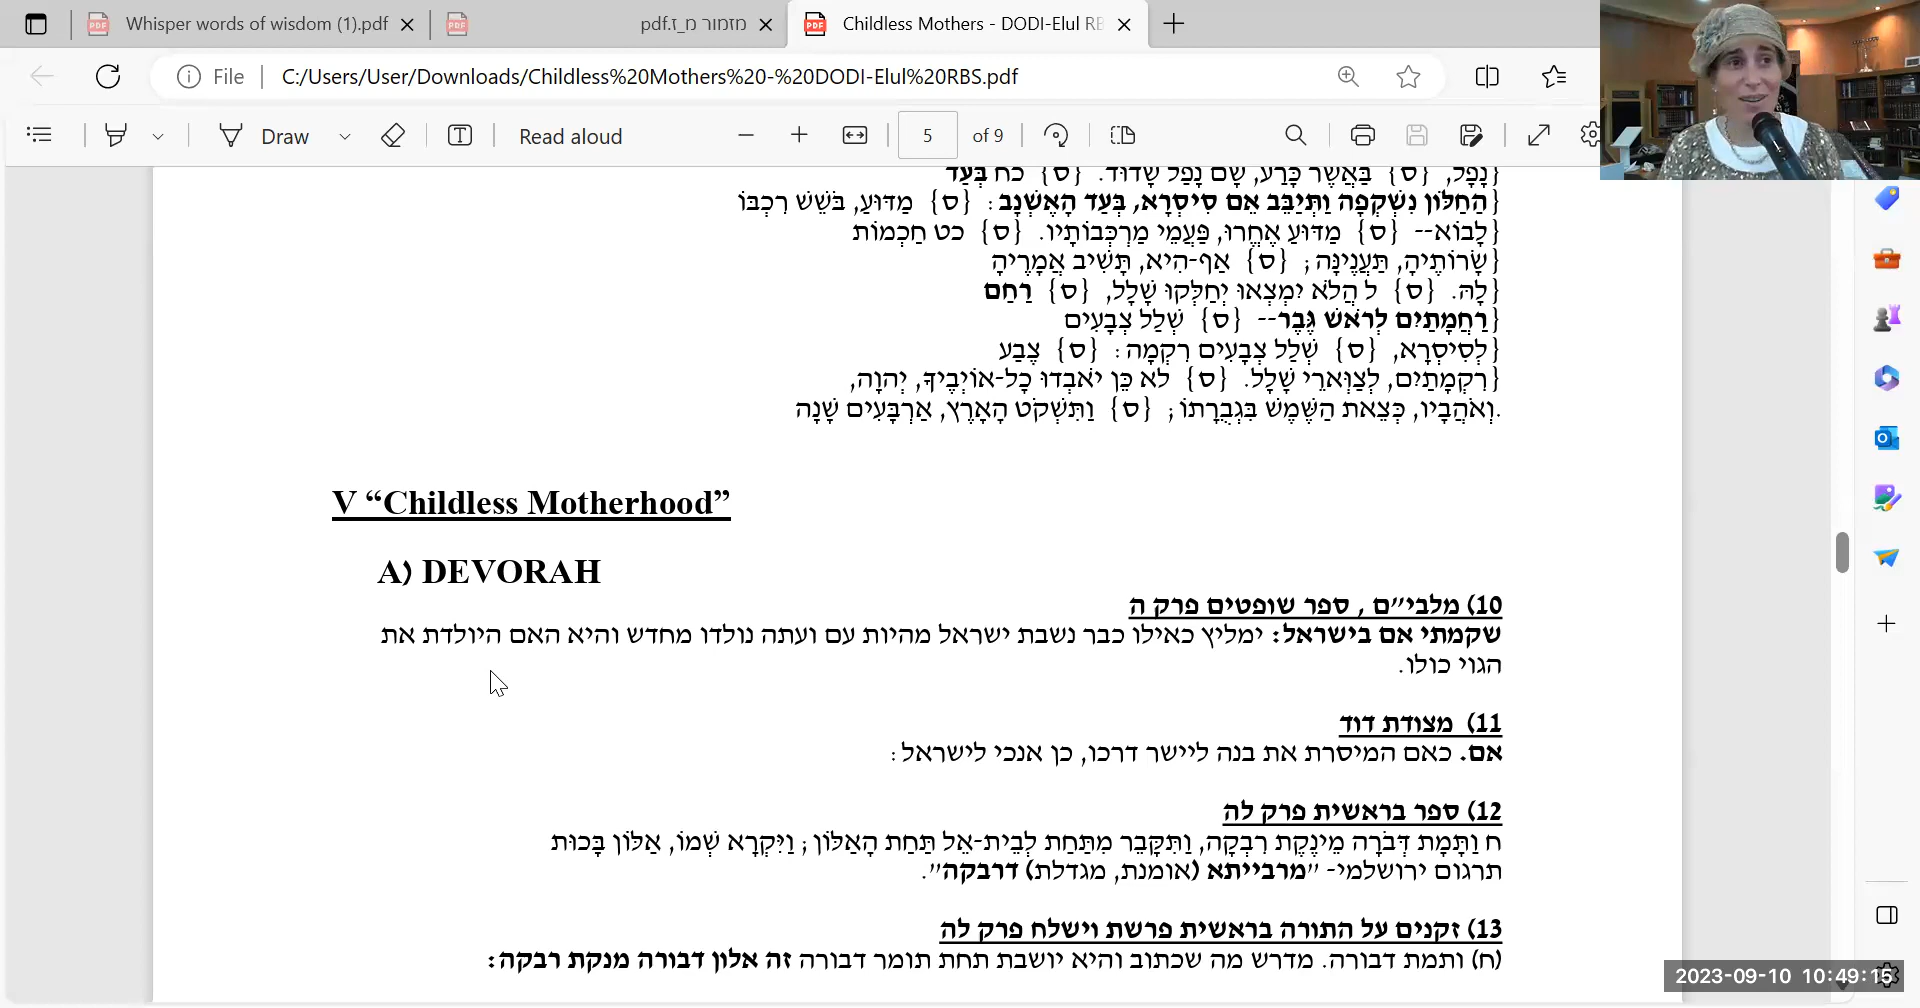 Whisper words of wisdom (1).pdf
מזמור מ_ז.pdf
Childless Mothers - DODI-Elul RB
File
C:/Users/User/Downloads/Childless%20Mothers%20-%20DODI-Elul%20RBS.pdf
Draw
Read aloud
5
of 9
{נָפָל, {ס} בַּאֲשֶׁר כָּרַע, שָׁם נָפַל שָׁדוּד. {ס} כח בְּעַד
{הַחַלּוֹן נִשְׁקְפָה וַתְּיַבֵּב אֵם סִיסְרָא, בְּעַד הָאֶשְׁנָב: {ס} מַדּוּעַ, בֹּשֵׁשׁ רִכְבּוֹ
{לָבוֹא-- {ס} מַדּוּעַ אֶחֱרוּ, פַּעֲמֵי מַרְכְּבוֹתָיו. {ס} כט חַכְמוֹת
{שָׂרוֹתֶיהָ, תַּעֲנֶינָּה; {ס} אַף-הִיא, תָּשִׁיב אֲמָרֶיהָ
{לָהּ. {ס} ל הֲלֹא יִמְצְאוּ יְחַלְּקוּ שָׁלָל, {ס} רַחַם
{רַחֲמָתַיִם לְרֹאשׁ גֶּבֶר-- {ס} שְׁלַל צְבָעִים
{לְסִיסְרָא, {ס} שְׁלַל צְבָעִים רִקְמָה: {ס} צֶבַע
{רִקְמָתַיִם, לְצַוְּארֵי שָׁלָל. {ס} לא כֵּן יֹאבְדוּ כָל-אוֹיְבֶיךָ, יְהוָה,
.וְאֹהֲבָיו, כְּצֵאת הַשֶּׁמֶשׁ בִּגְבֻרָתוֹ; {ס} וַתִּשְׁקֹט הָאָרֶץ, אַרְבָּעִים שָׁנָה
V “Childless Motherhood”
A) DEVORAH
10) מלבי"ם , ספר שופטים פרק ה
שקמתי אם בישראל: ימליץ כאילו כבר נשבת ישראל מהיות עם ועתה נולדו מחדש והיא האם היולדת את
הגוי כולו.
11) מצודת דוד
אם. כאם המיסרת את בנה ליישר דרכו, כן אנכי לישראל:
12) ספר בראשית פרק לה
ח וַתָּמָת דְּבֹרָה מֵינֶקֶת רִבְקָה, וַתִּקָּבֵר מִתַּחַת לְבֵית-אֵל תַּחַת הָאַלּוֹן; וַיִּקְרָא שְׁמוֹ, אַלּוֹן בָּכוּת
תרגום ירושלמי- "מרבייתא (אומנת, מגדלת) דרבקה".
13) זקנים על התורה בראשית פרשת וישלח פרק לה
(ח) ותמת דבורה. מדרש מה שכתוב והיא יושבת תחת תומר דבורה זה אלון דבורה מנקת רבקה:
2023-09-10 10:49:15